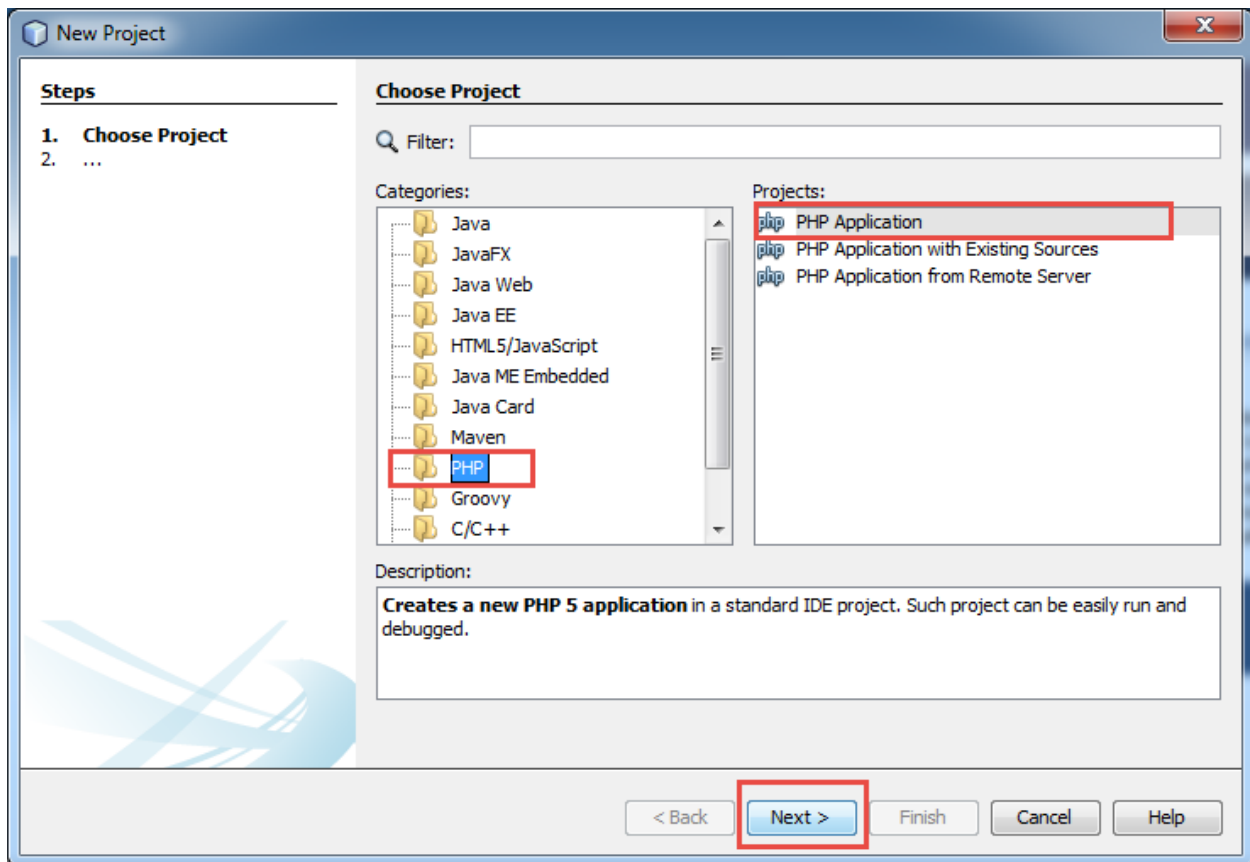 New Project
Steps
1. Choose Project
2. ...
Choose Project
Filter:
Categories:
Java
JavaFX
Java Web
Java EE
HTML5/JavaScript
Java ME Embedded
Java Card
Maven
PHP
Groovy
C/C++
Projects:
php PHP Application
php PHP Application with Existing Sources
php PHP Application from Remote Server
Description:
Creates a new PHP 5 application in a standard IDE project. Such project can be easily run and
debugged.
< Back Next > Finish Cancel Help